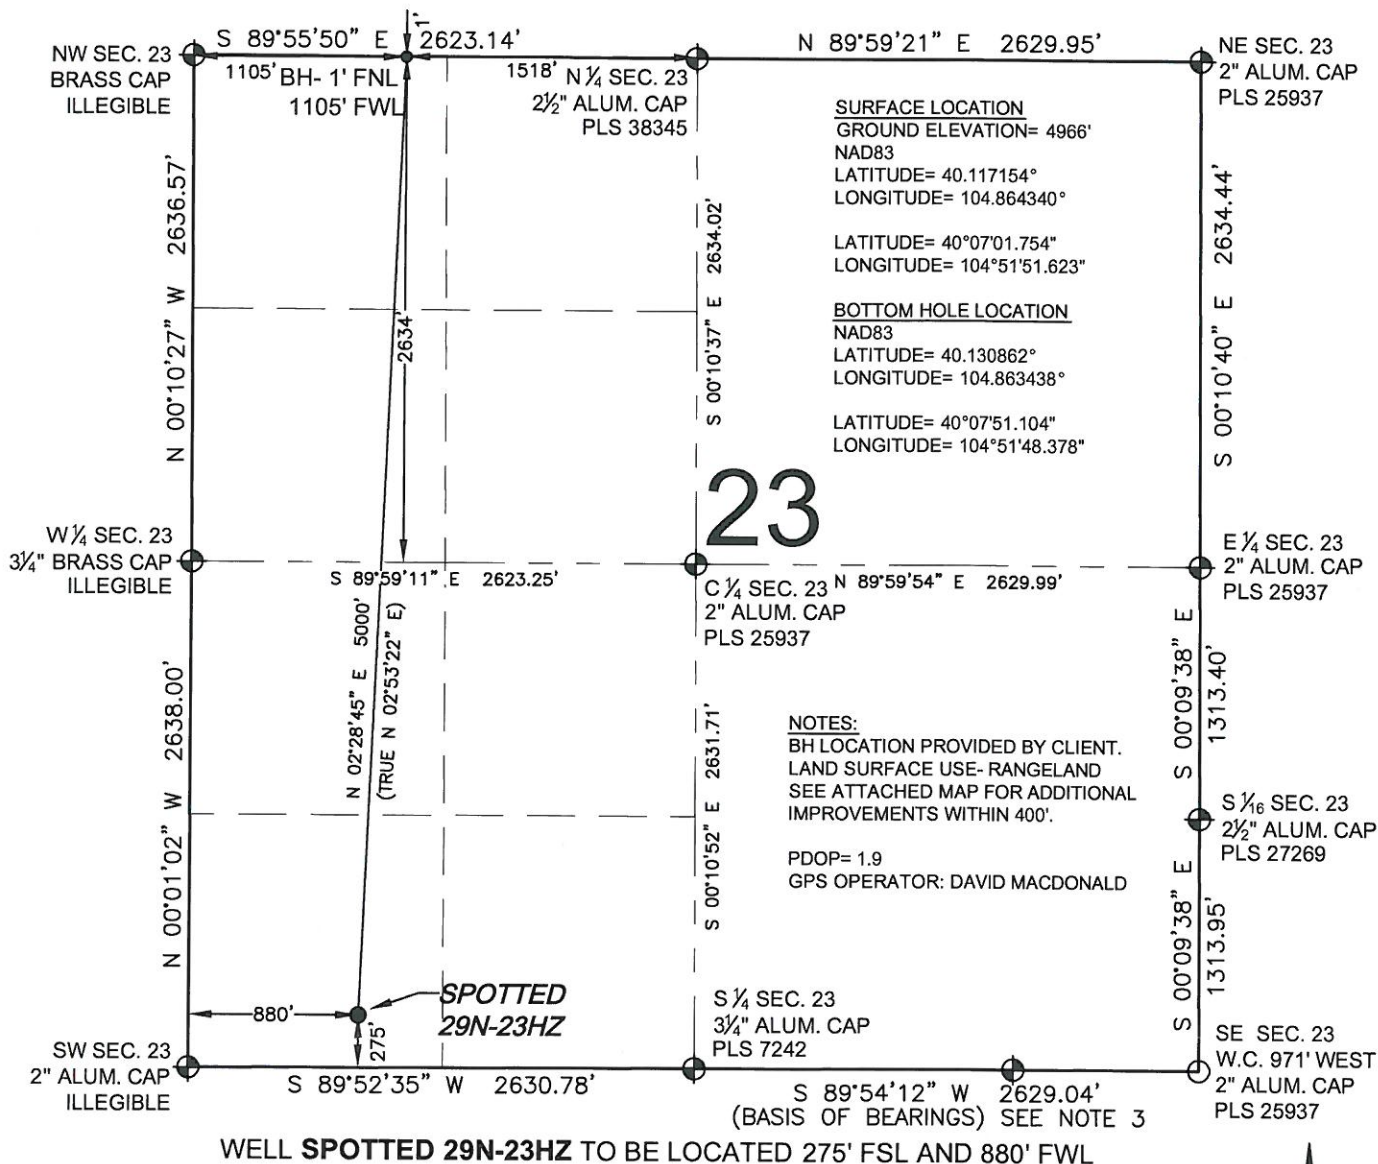 1'
S 89°55'50" E 2623.14'
N 89°59'21" E 2629.95'
NW SEC. 23
BRASS CAP
ILLEGIBLE
1105'
BH- 1' FNL
1105' FWL
1518'
N ¼ SEC. 23
2½" ALUM. CAP
PLS 38345
NE SEC. 23
2" ALUM. CAP
PLS 25937
SURFACE LOCATION
GROUND ELEVATION= 4966'
NAD83
LATITUDE= 40.117154°
LONGITUDE= 104.864340°
LATITUDE= 40°07'01.754"
LONGITUDE= 104°51'51.623"
BOTTOM HOLE LOCATION
NAD83
LATITUDE= 40.130862°
LONGITUDE= 104.863438°
LATITUDE= 40°07'51.104"
LONGITUDE= 104°51'48.378"
N 00°10'27" W 2636.57'
2634'
S 00°10'37" E 2634.02'
S 00°10'40" E 2634.44'
23
W ¼ SEC. 23
3¼" BRASS CAP
ILLEGIBLE
S 89°59'11" E 2623.25'
C ¼ SEC. 23
2" ALUM. CAP
PLS 25937
N 89°59'54" E 2629.99'
E ¼ SEC. 23
2" ALUM. CAP
PLS 25937
N 00°01'02" W 2638.00'
N 02°28'45" E 5000'
(TRUE N 02°53'22" E)
S 00°10'52" E 2631.71'
NOTES:
BH LOCATION PROVIDED BY CLIENT.
LAND SURFACE USE- RANGELAND
SEE ATTACHED MAP FOR ADDITIONAL
IMPROVEMENTS WITHIN 400'.
PDOP= 1.9
GPS OPERATOR: DAVID MACDONALD
S 00°09'38" E
1313.40'
S 1/16 SEC. 23
2½" ALUM. CAP
PLS 27269
S 00°09'38" E
1313.95'
880'
275'
SPOTTED
29N-23HZ
S ¼ SEC. 23
3¼" ALUM. CAP
PLS 7242
SW SEC. 23
2" ALUM. CAP
ILLEGIBLE
S 89°52'35" W 2630.78'
S 89°54'12" W 2629.04'
(BASIS OF BEARINGS) SEE NOTE 3
SE SEC. 23
W.C. 971' WEST
2" ALUM. CAP
PLS 25937
WELL SPOTTED 29N-23HZ TO BE LOCATED 275' FSL AND 880' FWL